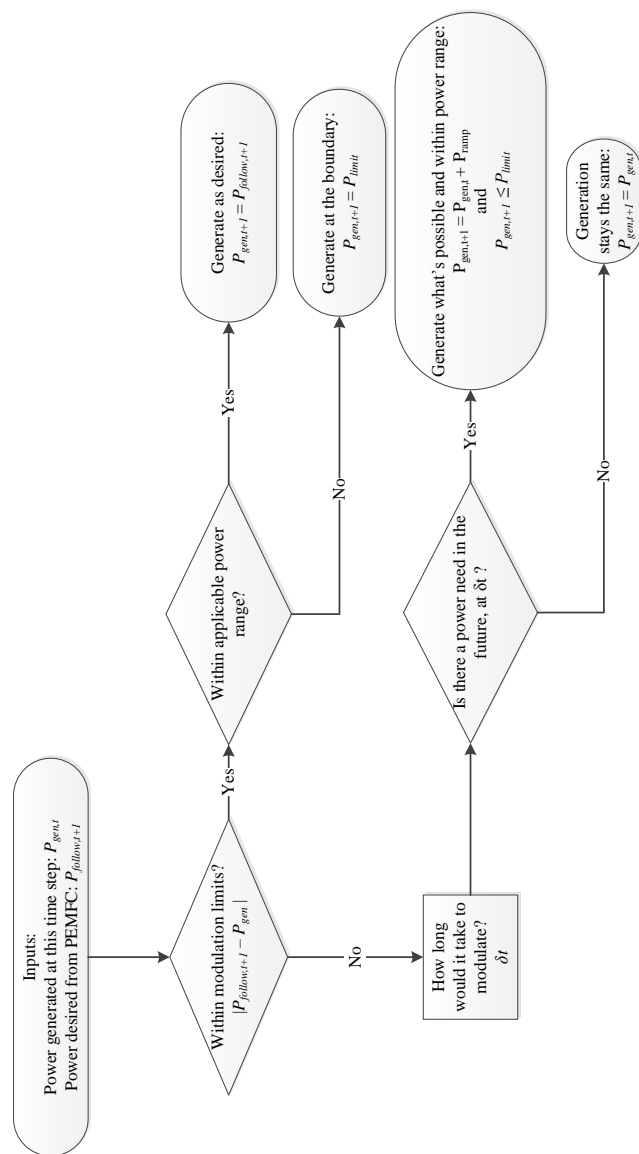 Inputs:
Power generated at this time step: P_gen,t
Power desired from PEMFC: P_follow,t+1
Within modulation limits?
|P_follow,t+1 − P_gen|
Yes
No
Within applicable power
range?
Yes
No
Generate as desired:
P_gen,t+1 = P_follow,t+1
Generate at the boundary:
P_gen,t+1 = P_limit
How long
would it take to
modulate?
δt
Is there a power need in the
future, at δt ?
Yes
No
Generate what's possible and within power range:
P_gen,t+1 = P_gen,t + P_ramp
and
P_gen,t+1 ≤ P_limit
Generation
stays the same:
P_gen,t+1 = P_gen,t